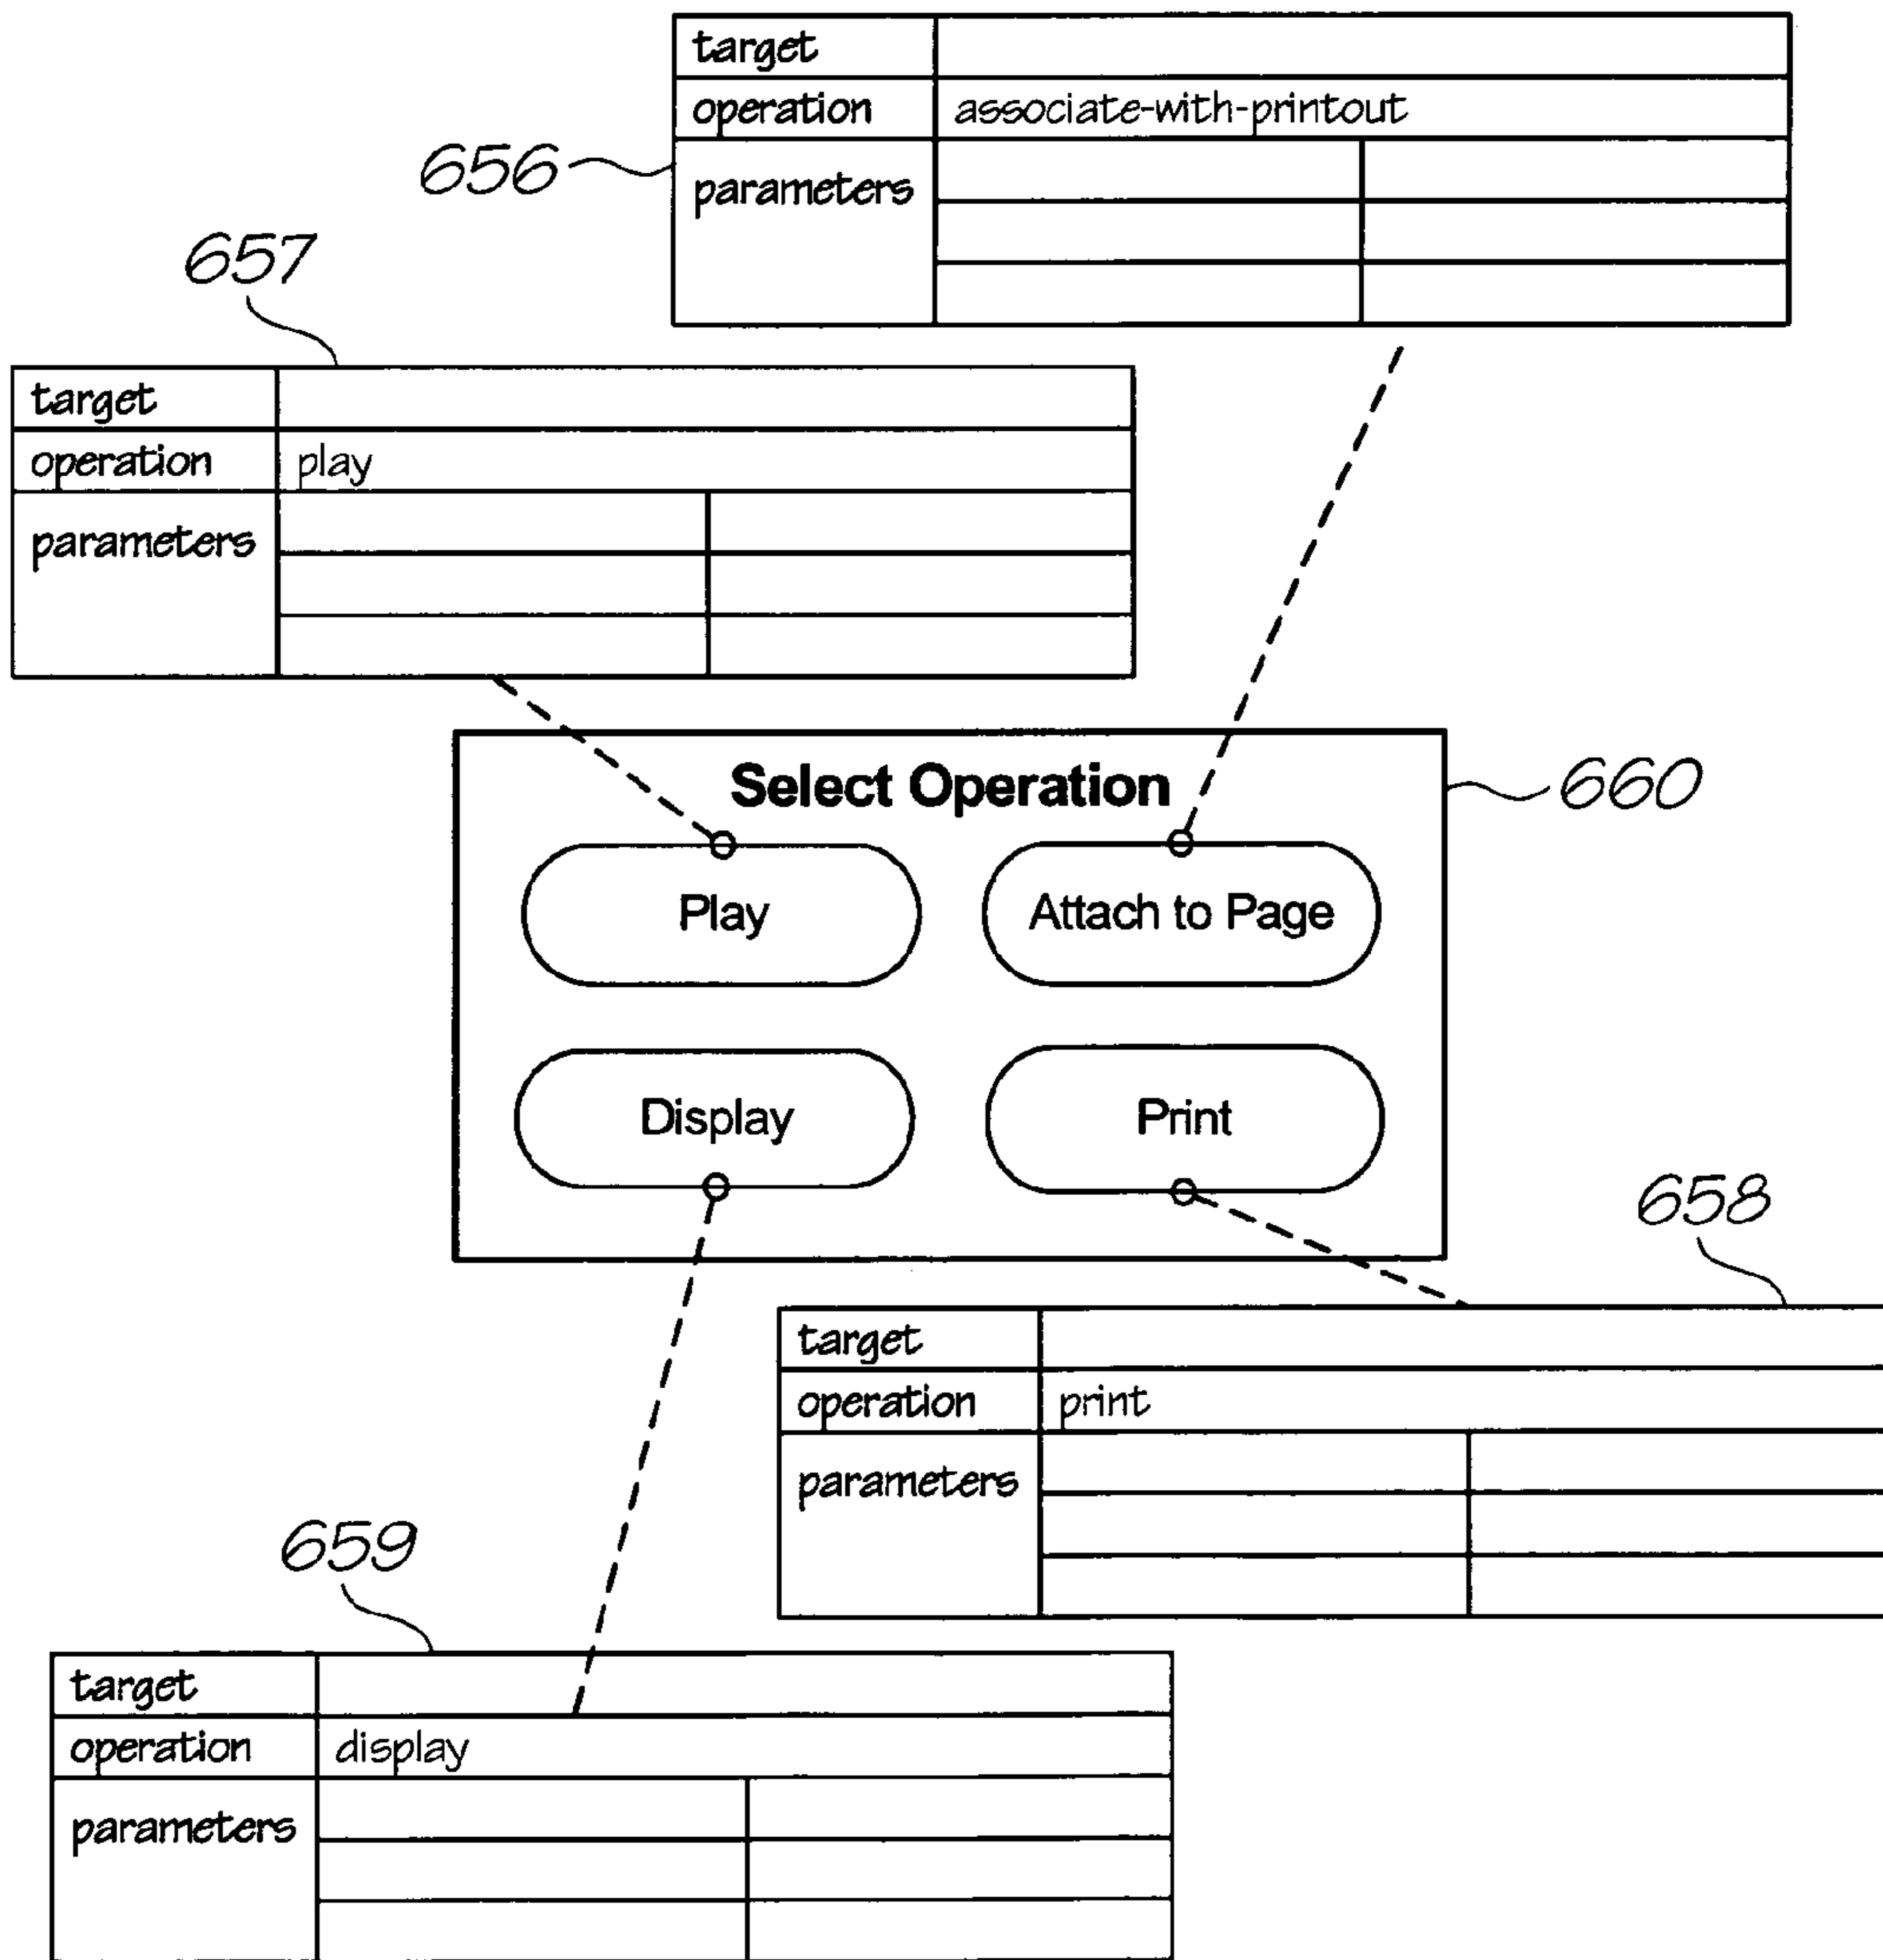 target
operation associate-with-printout
656
parameters
657
target
operation play
parameters
Select Operation
660
Play Attach to Page
Display Print
658
target
operation print
parameters
659
target
operation display
parameters